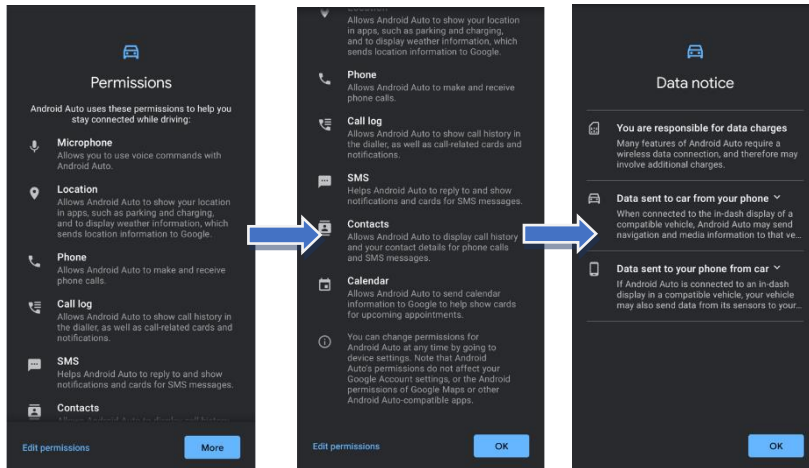 Permissions
Android Auto uses these permissions to help you
stay connected while driving:
Microphone
Allows you to use voice commands with
Android Auto.
Location
Allows Android Auto to show your location
in apps, such as parking and charging,
and to display weather information, which
sends location information to Google.
Phone
Allows Android Auto to make and receive
phone calls.
Call log
Allows Android Auto to show call history in
the dialler, as well as call-related cards and
notifications.
SMS
Helps Android Auto to reply to and show
notifications and cards for SMS messages.
Contacts
Allows Android Auto to display call history
Edit permissions
More
Location
Allows Android Auto to show your location
in apps, such as parking and charging,
and to display weather information, which
sends location information to Google.
Phone
Allows Android Auto to make and receive
phone calls.
Call log
Allows Android Auto to show call history in
the dialler, as well as call-related cards and
notifications.
SMS
Helps Android Auto to reply to and show
notifications and cards for SMS messages.
Contacts
Allows Android Auto to display call history
and your contact details for phone calls
and SMS messages.
Calendar
Allows Android Auto to send calendar
information to Google to help show cards
for upcoming appointments.
You can change permissions for
Android Auto at any time by going to
device settings. Note that Android
Auto's permissions do not affect your
Google Account settings, or the Android
permissions of Google Maps or other
Android Auto-compatible apps.
Edit permissions
OK
Data notice
You are responsible for data charges
Many features of Android Auto require a
wireless data connection, and therefore may
involve additional charges.
Data sent to car from your phone
When connected to the in-dash display of a
compatible vehicle, Android Auto may send
navigation and media information to that ve...
Data sent to your phone from car
If Android Auto is connected to an in-dash
display in a compatible vehicle, your vehicle
may also send data from its sensors to your...
OK